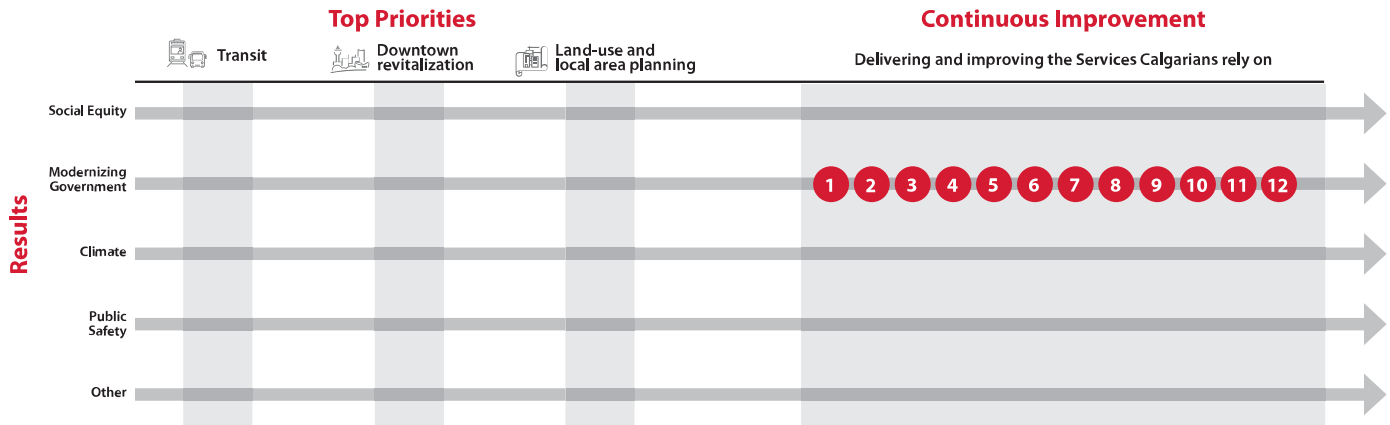 Top Priorities
Continuous Improvement
Transit
Downtown
revitalization
Land-use and
local area planning
Delivering and improving the Services Calgarians rely on
Results
Social Equity
Modernizing
Government
1 2 3 4 5 6 7 8 9 10 11 12
Climate
Public
Safety
Other